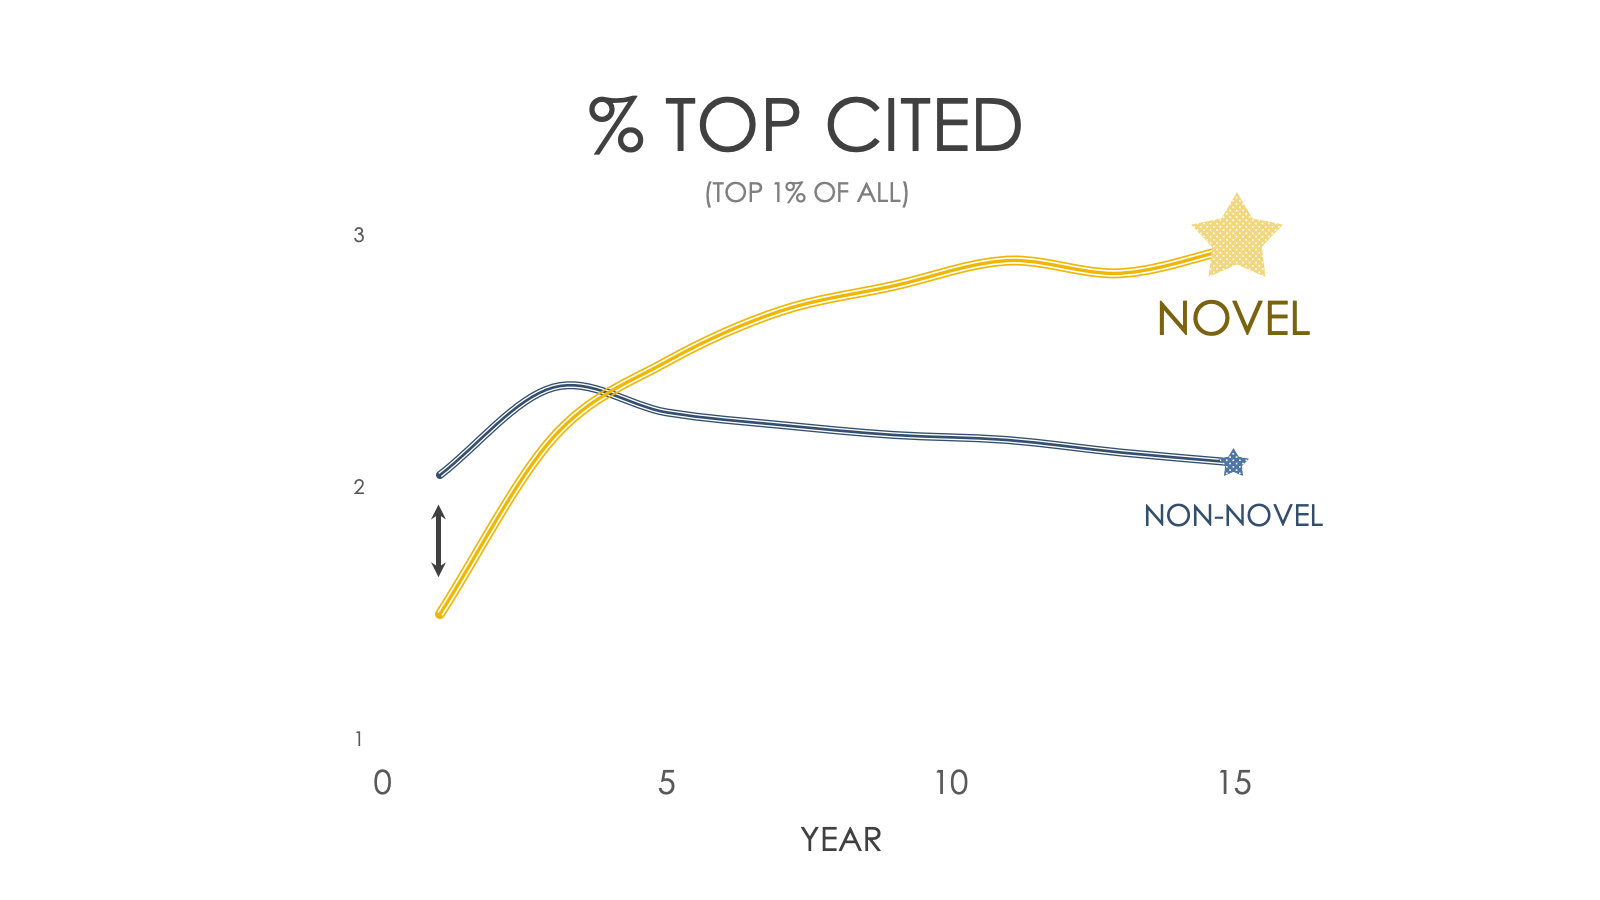 % TOP CITED
(TOP 1% OF ALL)
3
NOVEL
2
NON-NOVEL
1
0 5 10 15
YEAR